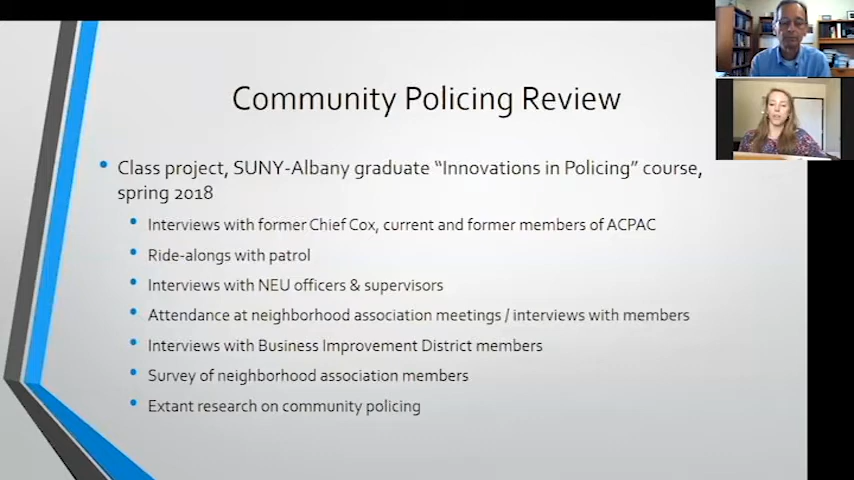 Community Policing Review
• Class project, SUNY-Albany graduate “Innovations in Policing” course,
spring 2018
• Interviews with former Chief Cox, current and former members of ACPAC
• Ride-alongs with patrol
• Interviews with NEU officers & supervisors
• Attendance at neighborhood association meetings / interviews with members
• Interviews with Business Improvement District members
• Survey of neighborhood association members
• Extant research on community policing